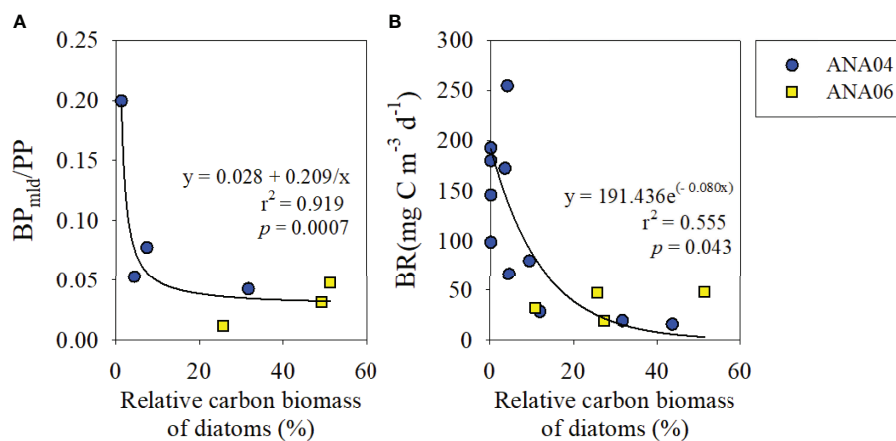 A
0.25
0.20
0.15
0.10
0.05
0.00
BP_mld/PP
y = 0.028 + 0.209/x
r² = 0.919
p = 0.0007
0 20 40 60
Relative carbon biomass
of diatoms (%)
B
300
250
200
150
100
50
0
BR(mg C m⁻³ d⁻¹)
y = 191.436e^(- 0.080x)
r² = 0.555
p = 0.043
0 20 40 60
Relative carbon biomass
of diatoms (%)
ANA04
ANA06